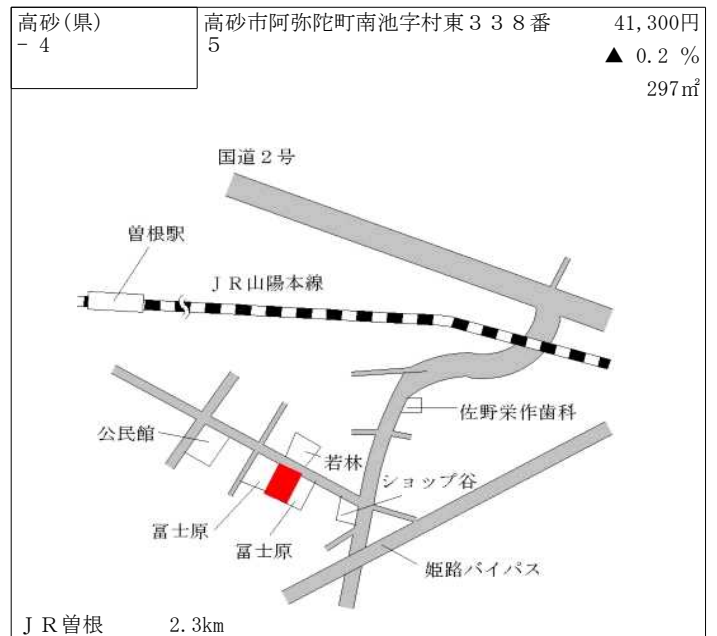 高砂(県)
- 4
高砂市阿弥陀町南池字村東３３８番
5
41,300円
▲ 0.2 %
297㎡
国道２号
曽根駅
ＪＲ山陽本線
佐野栄作歯科
公民館
若林
ショップ谷
冨士原
冨士原
姫路バイパス
ＪＲ曽根 2.3km